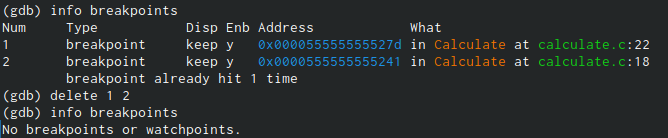 (gdb) info breakpoints
Num     Type           Disp Enb Address            What
1       breakpoint     keep y   0x000055555555527d in Calculate at calculate.c:22
2       breakpoint     keep y   0x0000555555555241 in Calculate at calculate.c:18
        breakpoint already hit 1 time
(gdb) delete 1 2
(gdb) info breakpoints
No breakpoints or watchpoints.